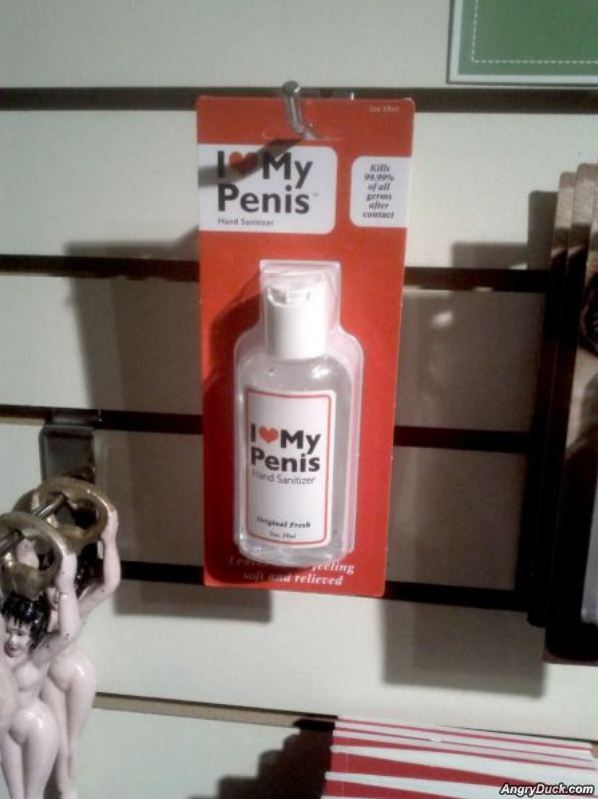 I ♥ My
Penis™
Hand Sanitizer
Kills
99.99%
of all
germs
after
contact
I ♥ My
Penis
Hand Sanitizer
Original Fresh
feeling
soft and relieved
AngryDuck.com